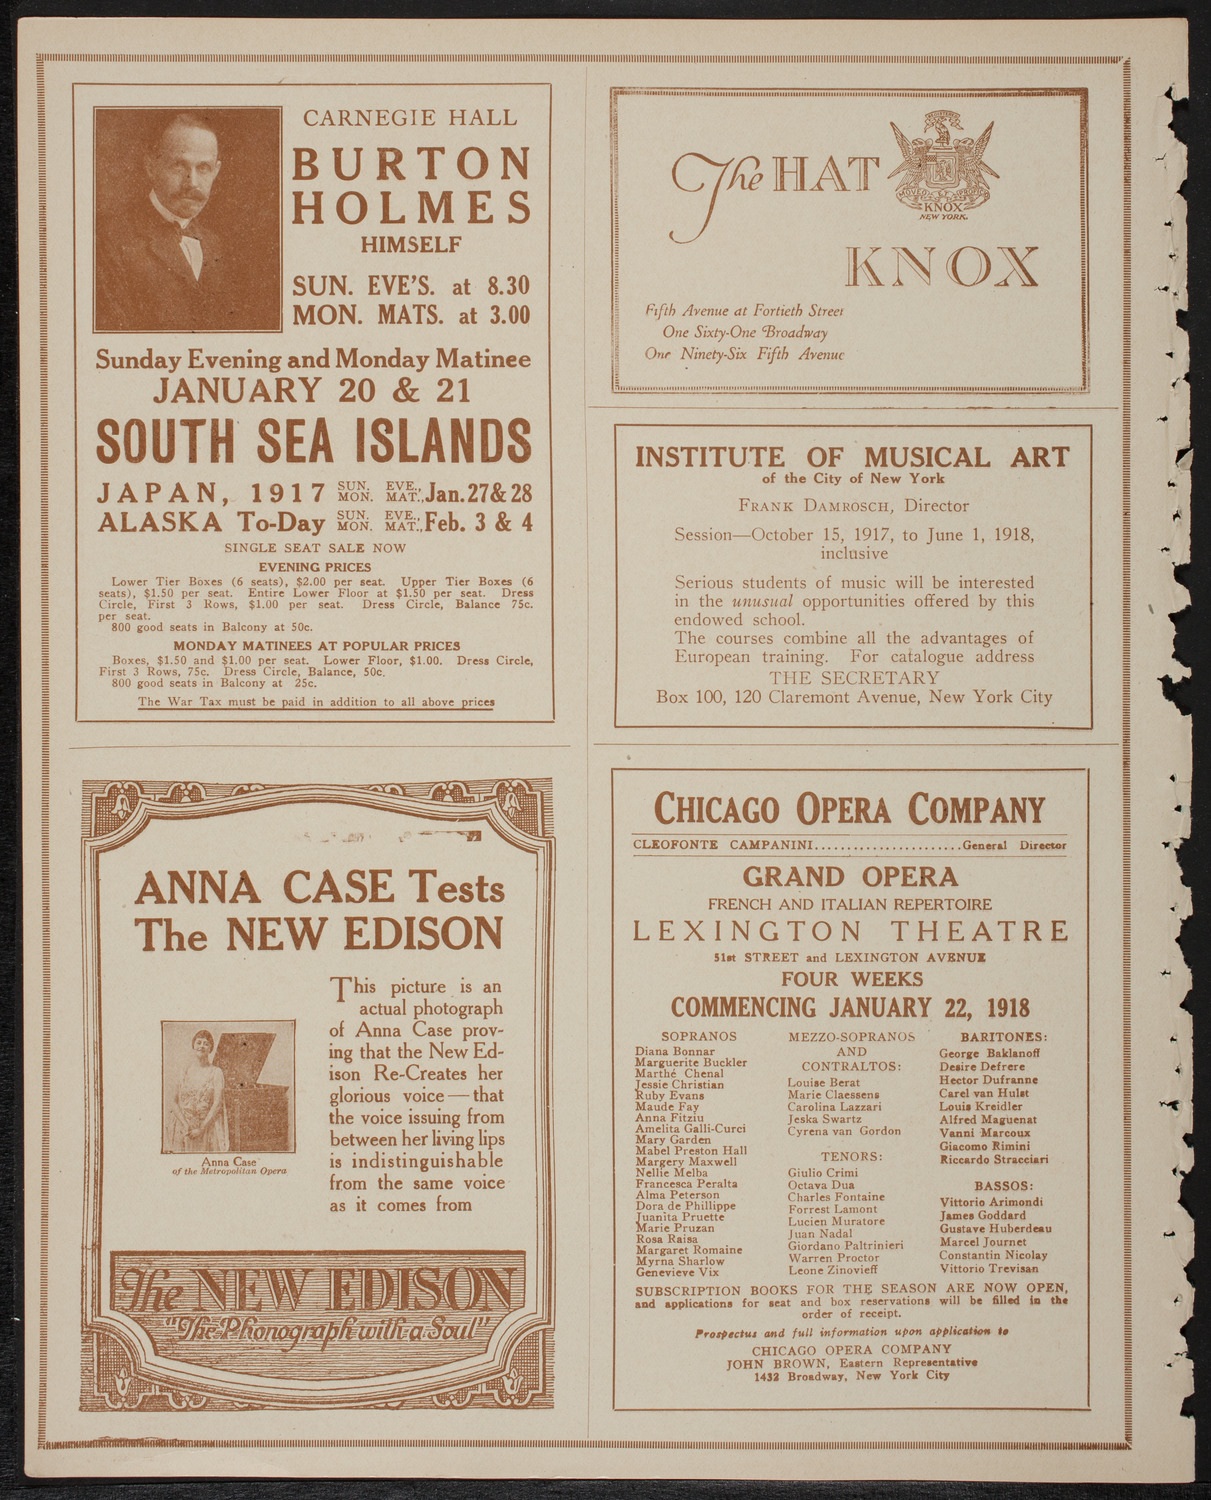 CARNEGIE HALL
BURTON
HOLMES
HIMSELF
SUN. EVE'S. at 8.30
MON. MATS. at 3.00
Sunday Evening and Monday Matinee
JANUARY 20 & 21
SOUTH SEA ISLANDS
JAPAN, 1917 SUN. EVE., MON. MAT., Jan. 27 & 28
ALASKA To-Day SUN. EVE., MON. MAT., Feb. 3 & 4
SINGLE SEAT SALE NOW
EVENING PRICES
Lower Tier Boxes (6 seats), $2.00 per seat. Upper Tier Boxes (6
seats), $1.50 per seat. Entire Lower Floor at $1.50 per seat. Dress
Circle, First 3 Rows, $1.00 per seat. Dress Circle, Balance 75c.
per seat.
800 good seats in Balcony at 50c.
MONDAY MATINEES AT POPULAR PRICES
Boxes, $1.50 and $1.00 per seat. Lower Floor, $1.00. Dress Circle,
First 3 Rows, 75c. Dress Circle, Balance, 50c.
800 good seats in Balcony at 25c.
The War Tax must be paid in addition to all above prices
ANNA CASE Tests
The NEW EDISON
This picture is an
actual photograph
of Anna Case prov-
ing that the New Ed-
ison Re-Creates her
glorious voice—that
the voice issuing from
between her living lips
is indistinguishable
from the same voice
as it comes from
Anna Case
of the Metropolitan Opera
The NEW EDISON
"The Phonograph with a Soul"
The HAT
KNOX
NEW YORK.
KNOX
Fifth Avenue at Fortieth Street
One Sixty-One Broadway
One Ninety-Six Fifth Avenue
INSTITUTE OF MUSICAL ART
of the City of New York
FRANK DAMROSCH, Director
Session—October 15, 1917, to June 1, 1918,
inclusive
Serious students of music will be interested
in the unusual opportunities offered by this
endowed school.
The courses combine all the advantages of
European training. For catalogue address
THE SECRETARY
Box 100, 120 Claremont Avenue, New York City
CHICAGO OPERA COMPANY
CLEOFONTE CAMPANINI.......................General Director
GRAND OPERA
FRENCH AND ITALIAN REPERTOIRE
LEXINGTON THEATRE
51st STREET and LEXINGTON AVENUE
FOUR WEEKS
COMMENCING JANUARY 22, 1918
SOPRANOS
Diana Bonnar
Marguerite Buckler
Marthé Chenal
Jessie Christian
Ruby Evans
Maude Fay
Anna Fitziu
Amelita Galli-Curci
Mary Garden
Mabel Preston Hall
Margery Maxwell
Nellie Melba
Francesca Peralta
Alma Peterson
Dora de Phillippe
Juanita Pruette
Marie Pruzan
Rosa Raisa
Margaret Romaine
Myrna Sharlow
Genevieve Vix
MEZZO-SOPRANOS
AND
CONTRALTOS:
Louise Berat
Marie Claessens
Carolina Lazzari
Jeska Swartz
Cyrena van Gordon
TENORS:
Giulio Crimi
Octava Dua
Charles Fontaine
Forrest Lamont
Lucien Muratore
Juan Nadal
Giordano Paltrinieri
Warren Proctor
Leone Zinovieff
BARITONES:
George Baklanoff
Desire Defrere
Hector Dufranne
Carel van Hulst
Louis Kreidler
Alfred Maguenat
Vanni Marcoux
Giacomo Rimini
Riccardo Stracciari
BASSOS:
Vittorio Arimondi
James Goddard
Gustave Huberdeau
Marcel Journet
Constantin Nicolay
Vittorio Trevisan
SUBSCRIPTION BOOKS FOR THE SEASON ARE NOW OPEN,
and applications for seat and box reservations will be filled in the
order of receipt.
Prospectus and full information upon application to
CHICAGO OPERA COMPANY
JOHN BROWN, Eastern Representative
1432 Broadway, New York City